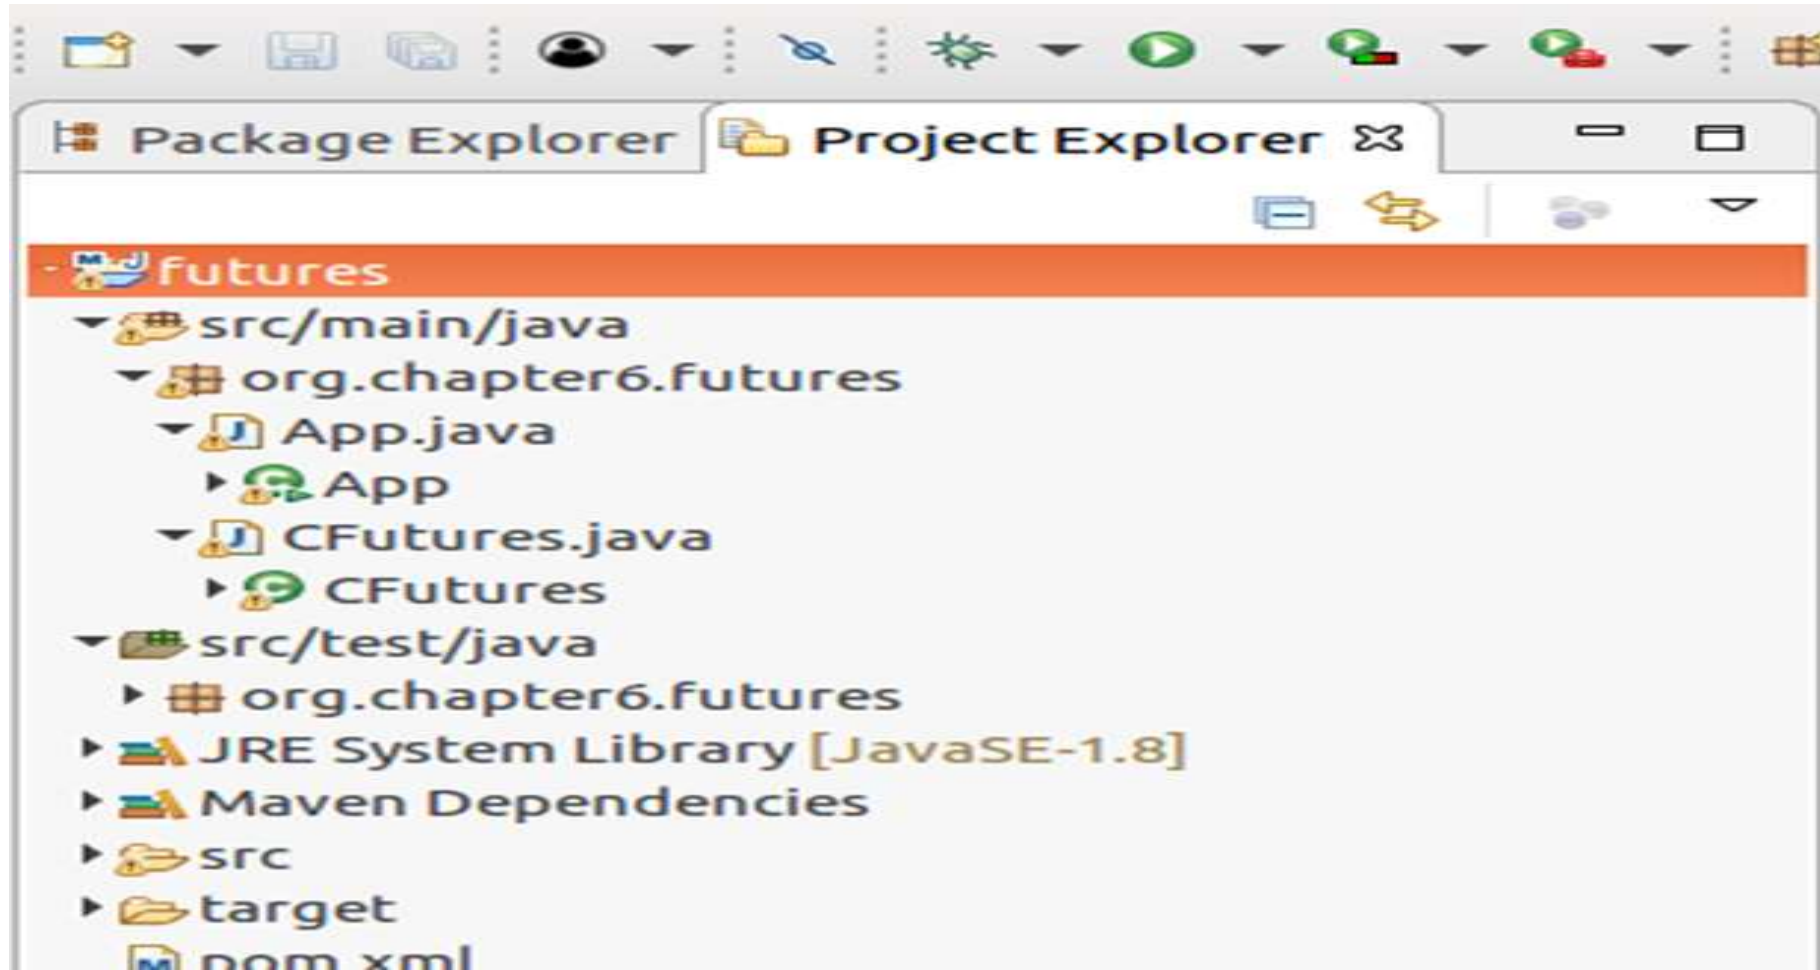 Package Explorer Project Explorer
futures
src/main/java
org.chapter6.futures
App.java
App
CFutures.java
CFutures
src/test/java
org.chapter6.futures
JRE System Library [JavaSE-1.8]
Maven Dependencies
src
target
pom.xml